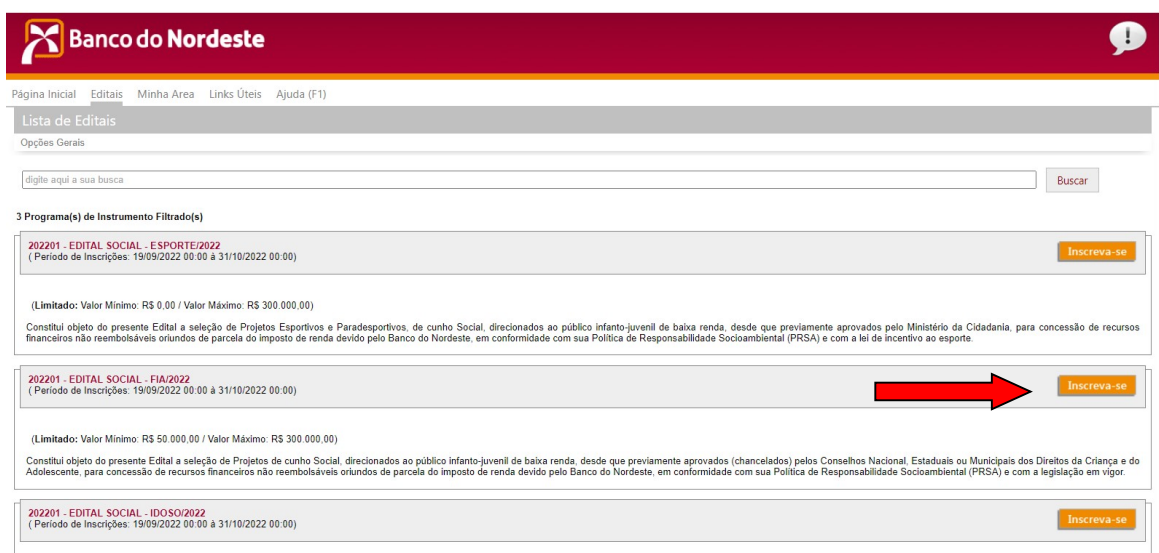 Banco do Nordeste
!
Página Inicial Editais Minha Area Links Úteis Ajuda (F1)
Lista de Editais
Opções Gerais
digite aqui a sua busca Buscar
3 Programa(s) de Instrumento Filtrado(s)
202201 - EDITAL SOCIAL - ESPORTE/2022
( Período de Inscrições: 19/09/2022 00:00 à 31/10/2022 00:00)
Inscreva-se
(Limitado: Valor Mínimo: R$ 0,00 / Valor Máximo: R$ 300.000,00)
Constitui objeto do presente Edital a seleção de Projetos Esportivos e Paradesportivos, de cunho Social, direcionados ao público infanto-juvenil de baixa renda, desde que previamente aprovados pelo Ministério da Cidadania, para concessão de recursos
financeiros não reembolsáveis oriundos de parcela do imposto de renda devido pelo Banco do Nordeste, em conformidade com sua Política de Responsabilidade Socioambiental (PRSA) e com a lei de incentivo ao esporte.
202201 - EDITAL SOCIAL - FIA/2022
( Período de Inscrições: 19/09/2022 00:00 à 31/10/2022 00:00)
Inscreva-se
(Limitado: Valor Mínimo: R$ 50.000,00 / Valor Máximo: R$ 300.000,00)
Constitui objeto do presente Edital a seleção de Projetos de cunho Social, direcionados ao público infanto-juvenil de baixa renda, desde que previamente aprovados (chancelados) pelos Conselhos Nacional, Estaduais ou Municipais dos Direitos da Criança e do
Adolescente, para concessão de recursos financeiros não reembolsáveis oriundos de parcela do imposto de renda devido pelo Banco do Nordeste, em conformidade com sua Política de Responsabilidade Socioambiental (PRSA) e com a legislação em vigor.
202201 - EDITAL SOCIAL - IDOSO/2022
( Período de Inscrições: 19/09/2022 00:00 à 31/10/2022 00:00)
Inscreva-se